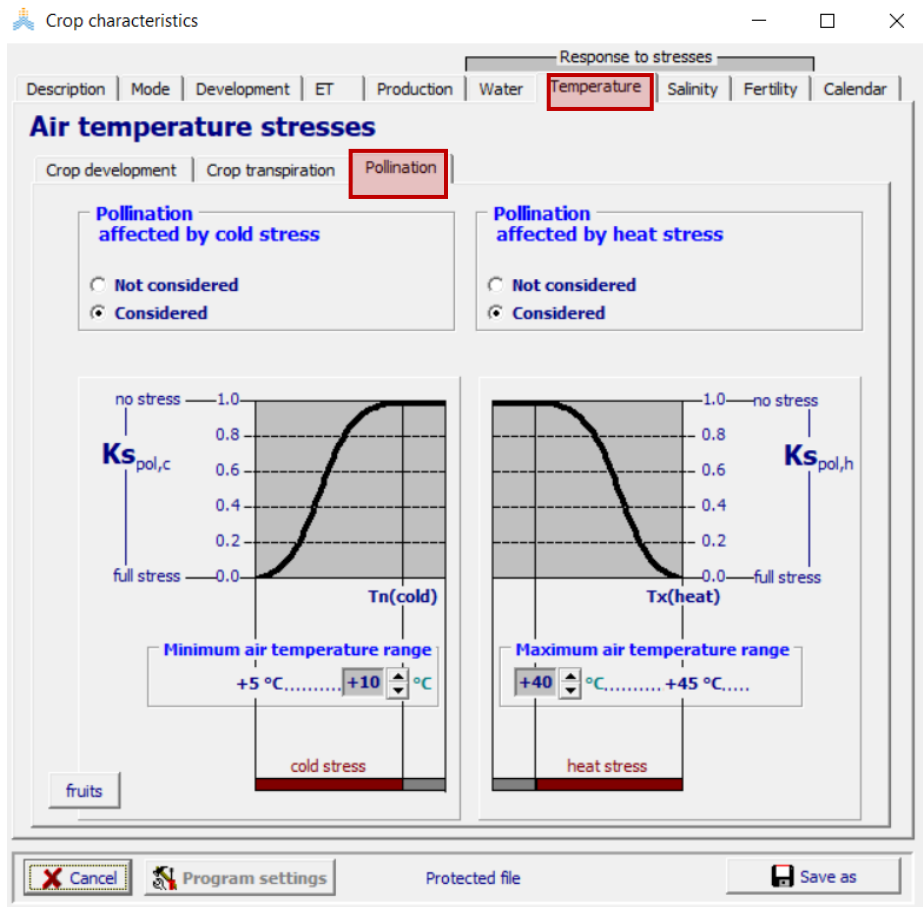 Crop characteristics
Response to stresses
Description Mode Development ET Production Water Temperature Salinity Fertility Calendar
Air temperature stresses
Crop development Crop transpiration Pollination
Pollination
affected by cold stress
Not considered
Considered
Pollination
affected by heat stress
Not considered
Considered
no stress 1.0
0.8
Ks pol,c
0.6
0.4
0.2
full stress 0.0
Tn(cold)
Minimum air temperature range
+5 °C.......... +10 °C
cold stress
1.0 no stress
0.8
Ks pol,h
0.6
0.4
0.2
0.0 full stress
Tx(heat)
Maximum air temperature range
+40 °C.......... +45 °C.....
heat stress
fruits
Cancel Program settings Protected file Save as